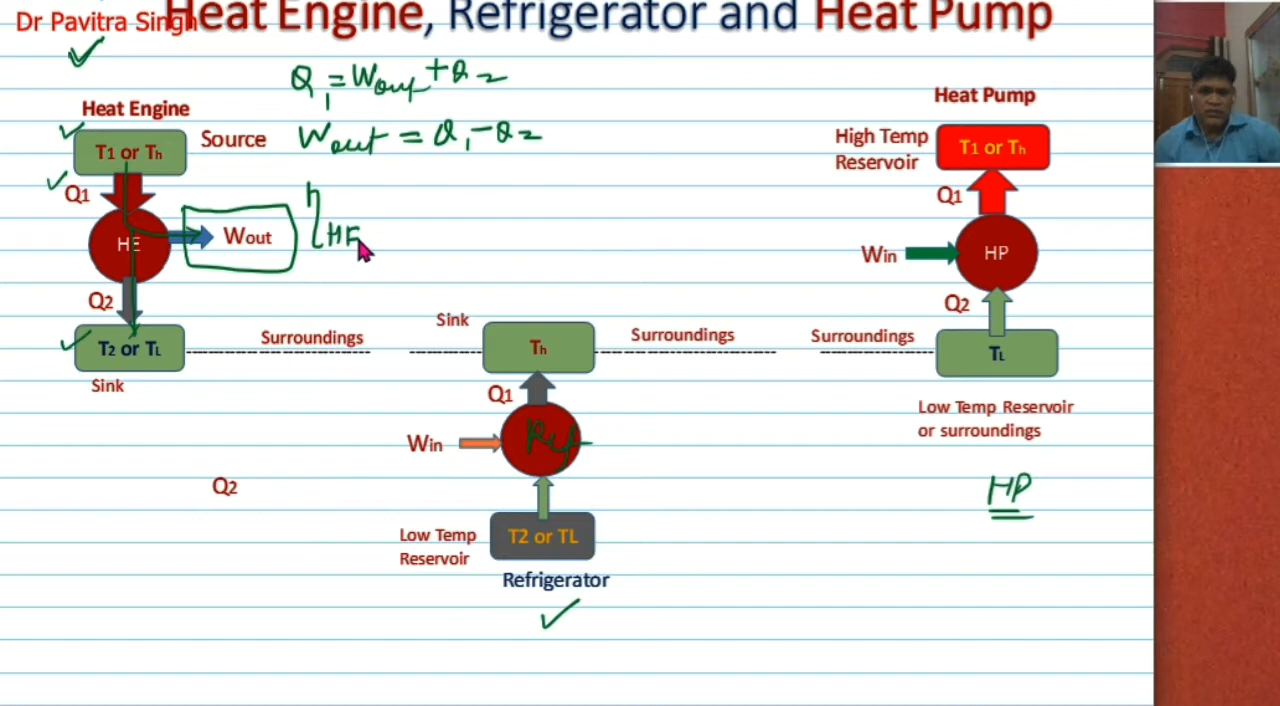 Heat Engine, Refrigerator and Heat Pump
Dr Pavitra Singh
Q1 = Wout + Q2
Wout = Q1 - Q2
ηHE
Heat Engine
T1 or Th
Source
Q1
HE
Wout
Q2
T2 or TL
Sink
Surroundings
Q2
Sink
Th
Surroundings
Q1
Win
Ref
Low Temp
Reservoir
T2 or TL
Refrigerator
Heat Pump
High Temp
Reservoir
T1 or Th
Q1
Win
HP
Q2
Surroundings
TL
Low Temp Reservoir
or surroundings
HP